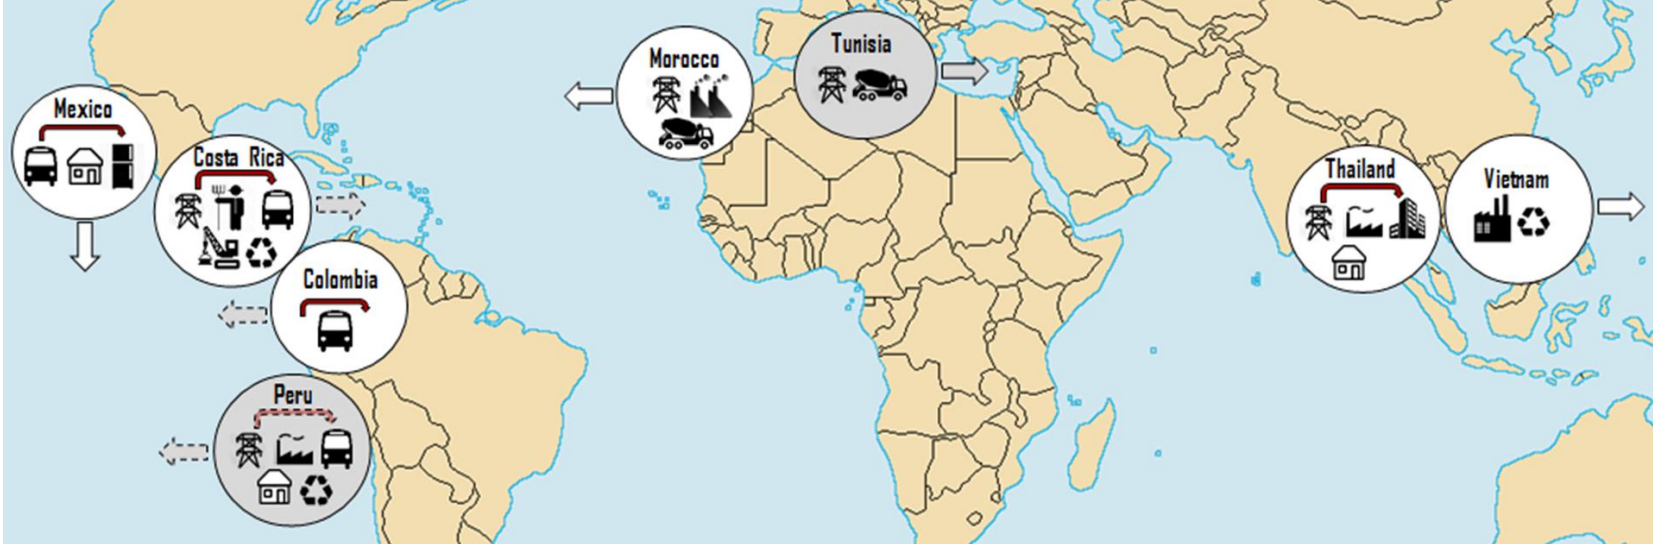 Mexico
Costa Rica
Colombia
Peru
Morocco
Tunisia
Thailand
Vietnam